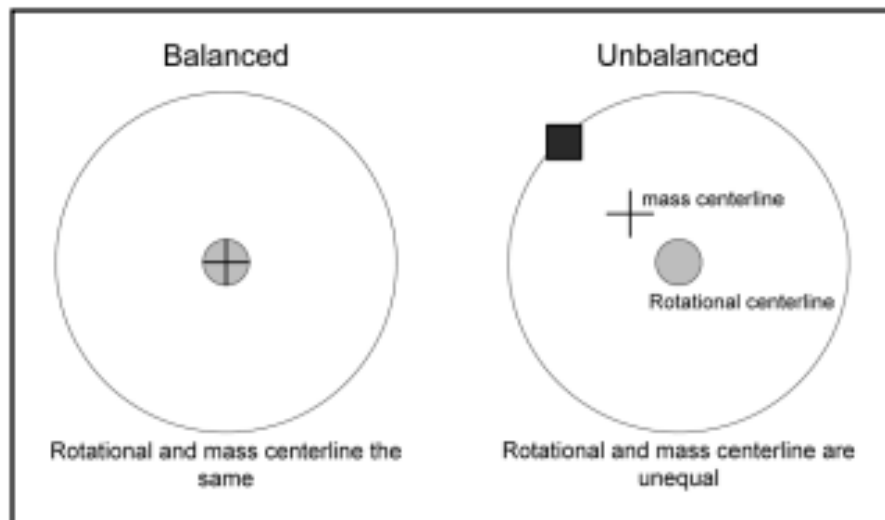 Balanced
Unbalanced
mass centerline
Rotational centerline
Rotational and mass centerline the
same
Rotational and mass centerline are
unequal